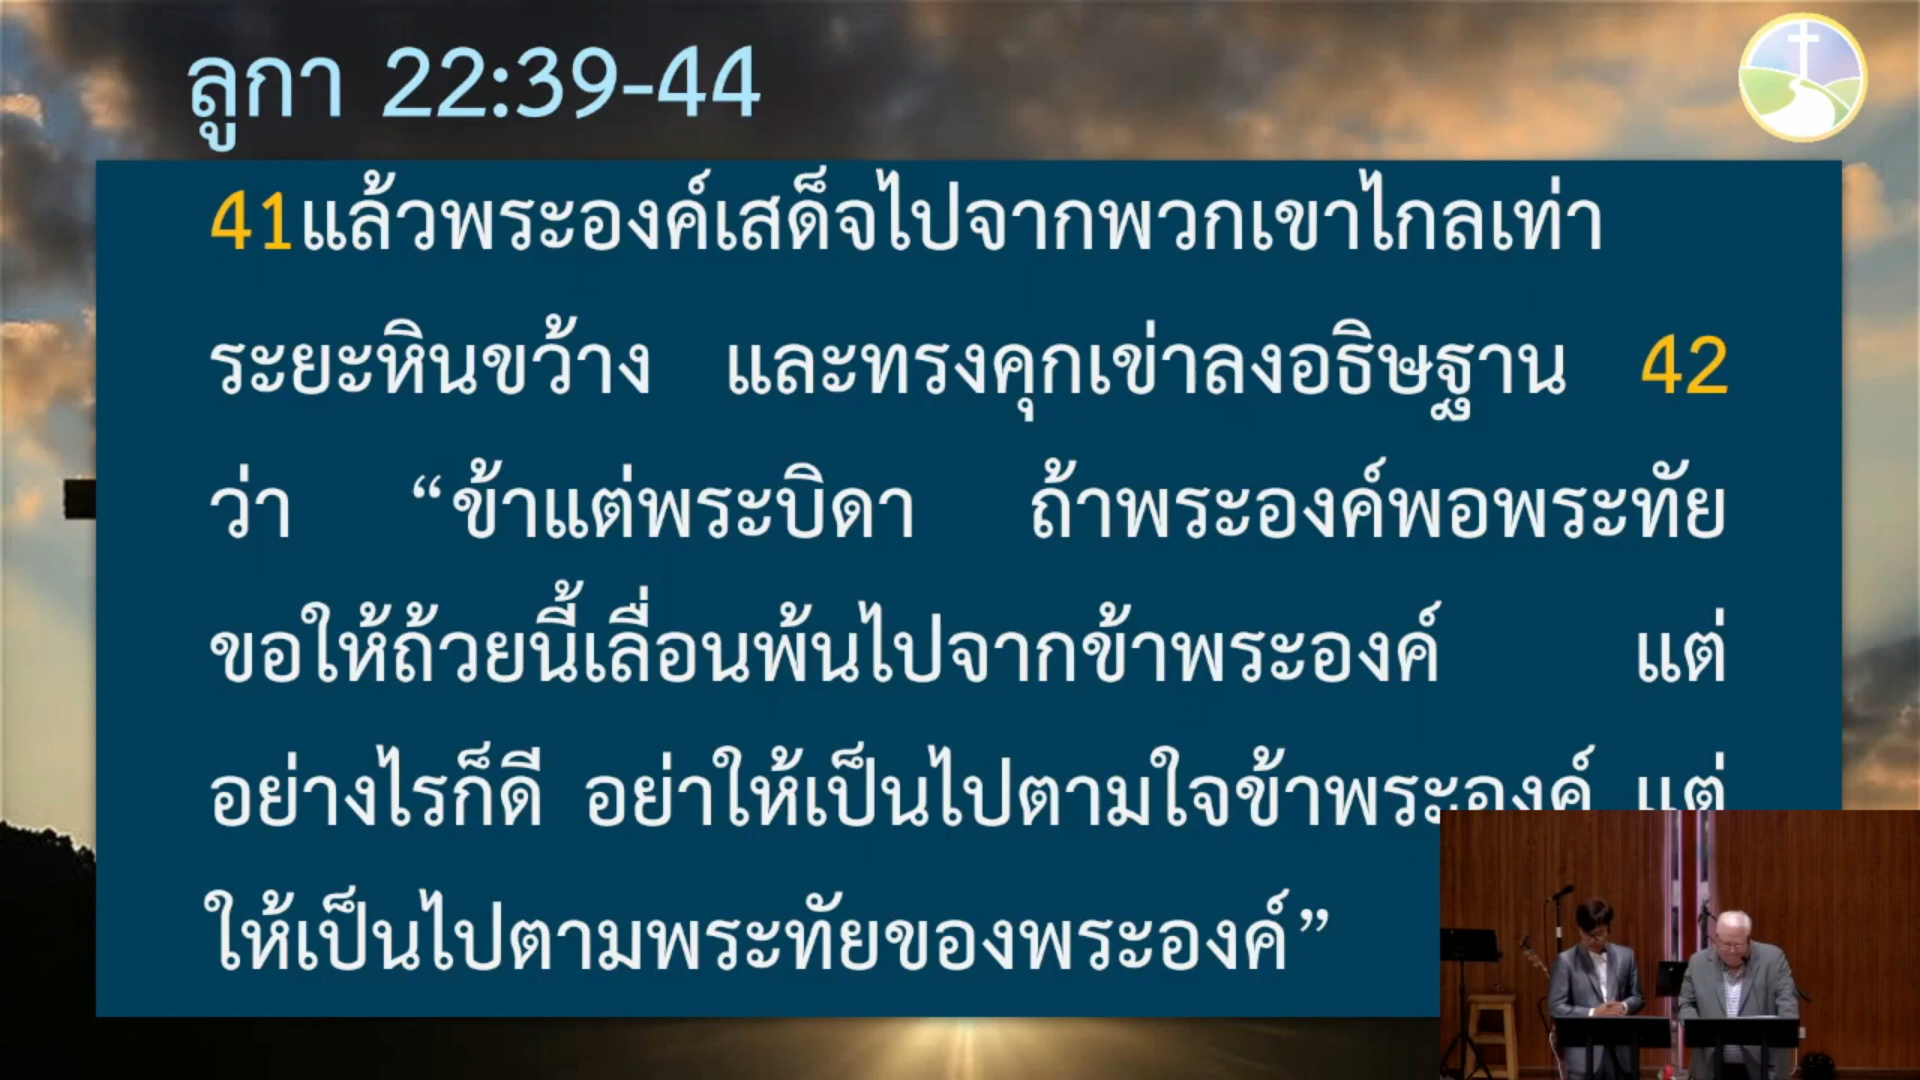 ลูกา 22:39-44
41แล้วพระองค์เสด็จไปจากพวกเขาไกลเท่า
ระยะหินขว้าง และทรงคุกเข่าลงอธิษฐาน 42
ว่า “ข้าแต่พระบิดา ถ้าพระองค์พอพระทัย
ขอให้ถ้วยนี้เลื่อนพ้นไปจากข้าพระองค์ แต่
อย่างไรก็ดี อย่าให้เป็นไปตามใจข้าพระองค์ แต่
ให้เป็นไปตามพระทัยของพระองค์”